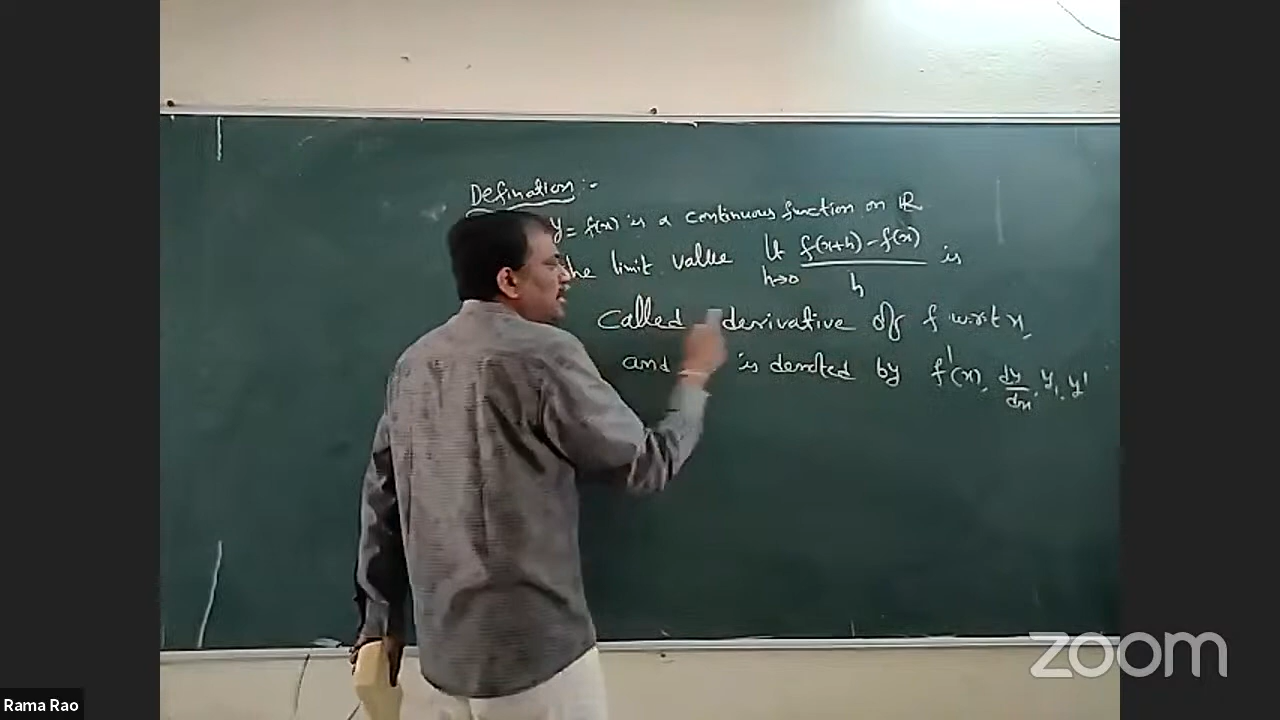 Defination :-
y = f(x) is a continuous function on ℝ
the limit value lt h→0 f(x+h) - f(x) / h is
called derivative of f w.r.t x,
and is denoted by f'(x), dy/dx, y₁, y'
zoom
Rama Rao